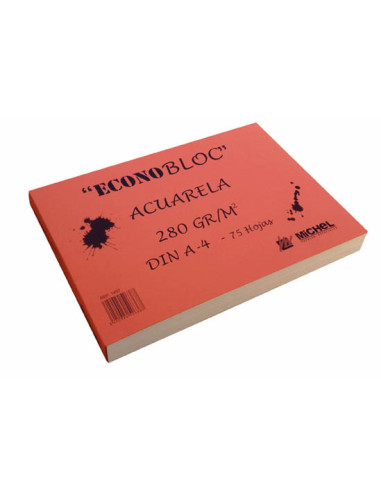 "ECONOBLOC"
ACUARELA
280 GR/M²
DIN A-4 - 75 Hojas
MICHEL